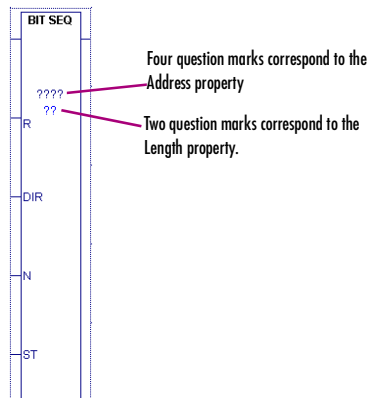 BIT SEQ
Four question marks correspond to the
Address property
????
??
Two question marks correspond to the
Length property.
R
DIR
N
ST